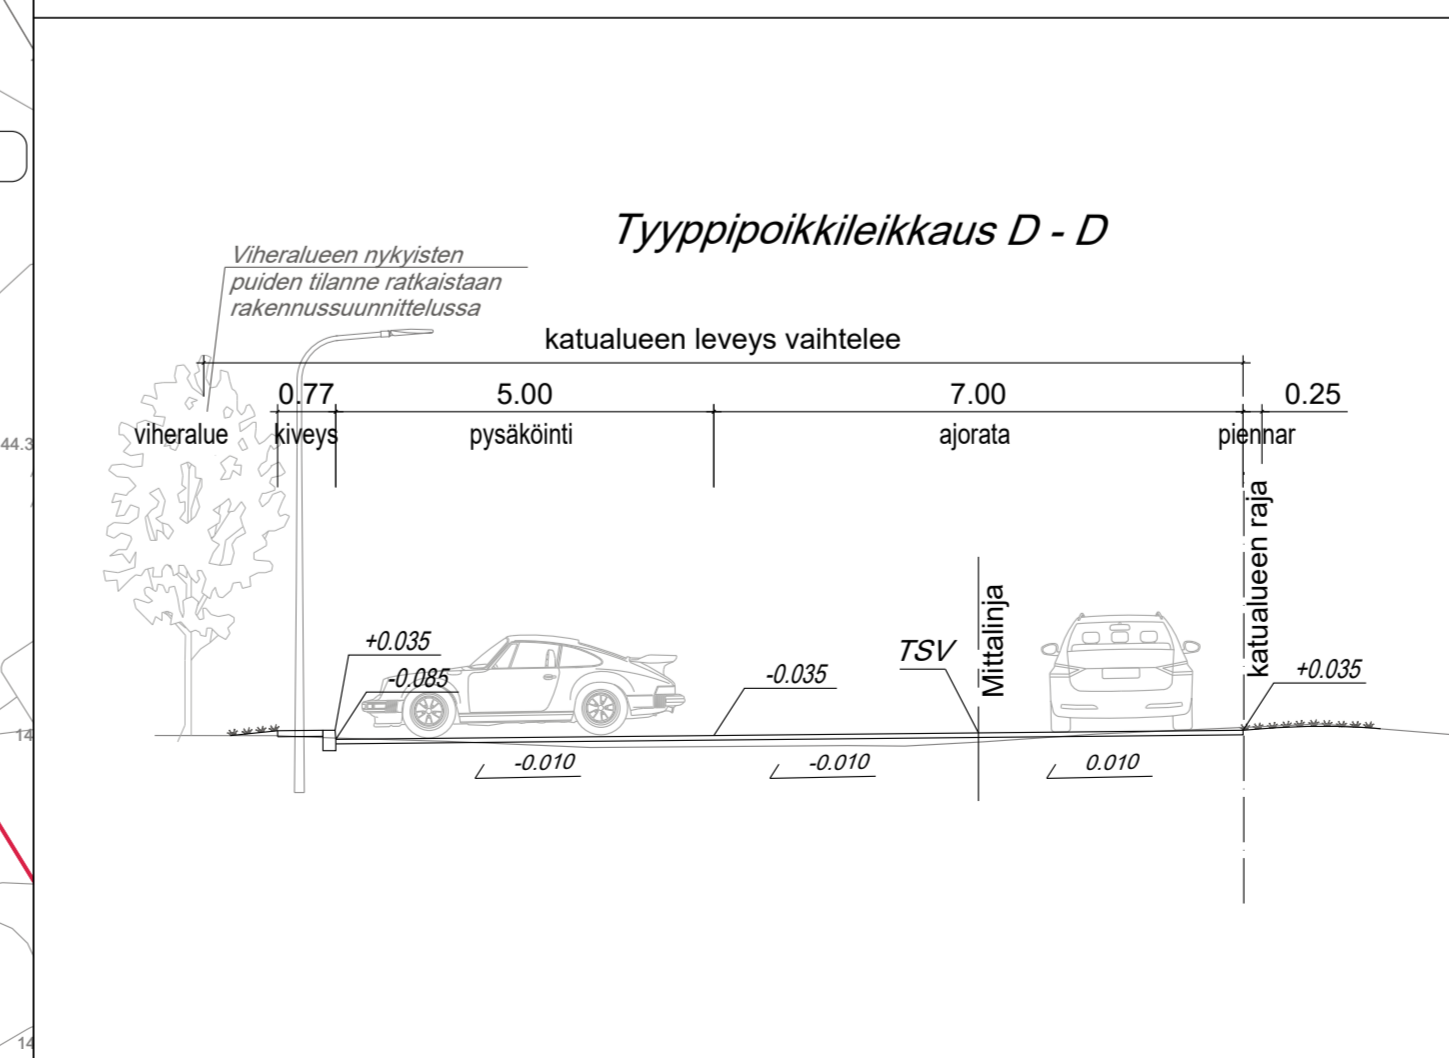 Tyyppipoikkileikkaus D - D
Viheralueen nykyisten
puiden tilanne ratkaistaan
rakennussuunnittelussa
katualueen leveys vaihtelee
0.77 5.00 7.00 0.25
viheralue kiveys pysäköinti ajorata piennar
44.3
katualueen raja
Mittalinja
TSV
+0.035
-0.085
-0.035
+0.035
14
-0.010 -0.010 0.010
14